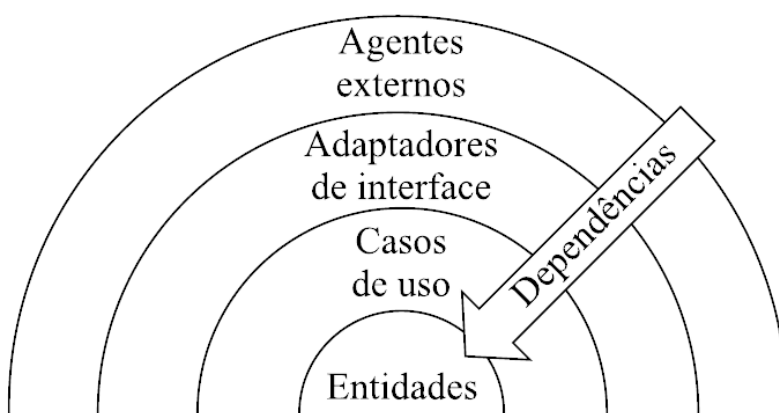 Agentes
externos
Adaptadores
de interface
Casos
de uso
Dependências
Entidades